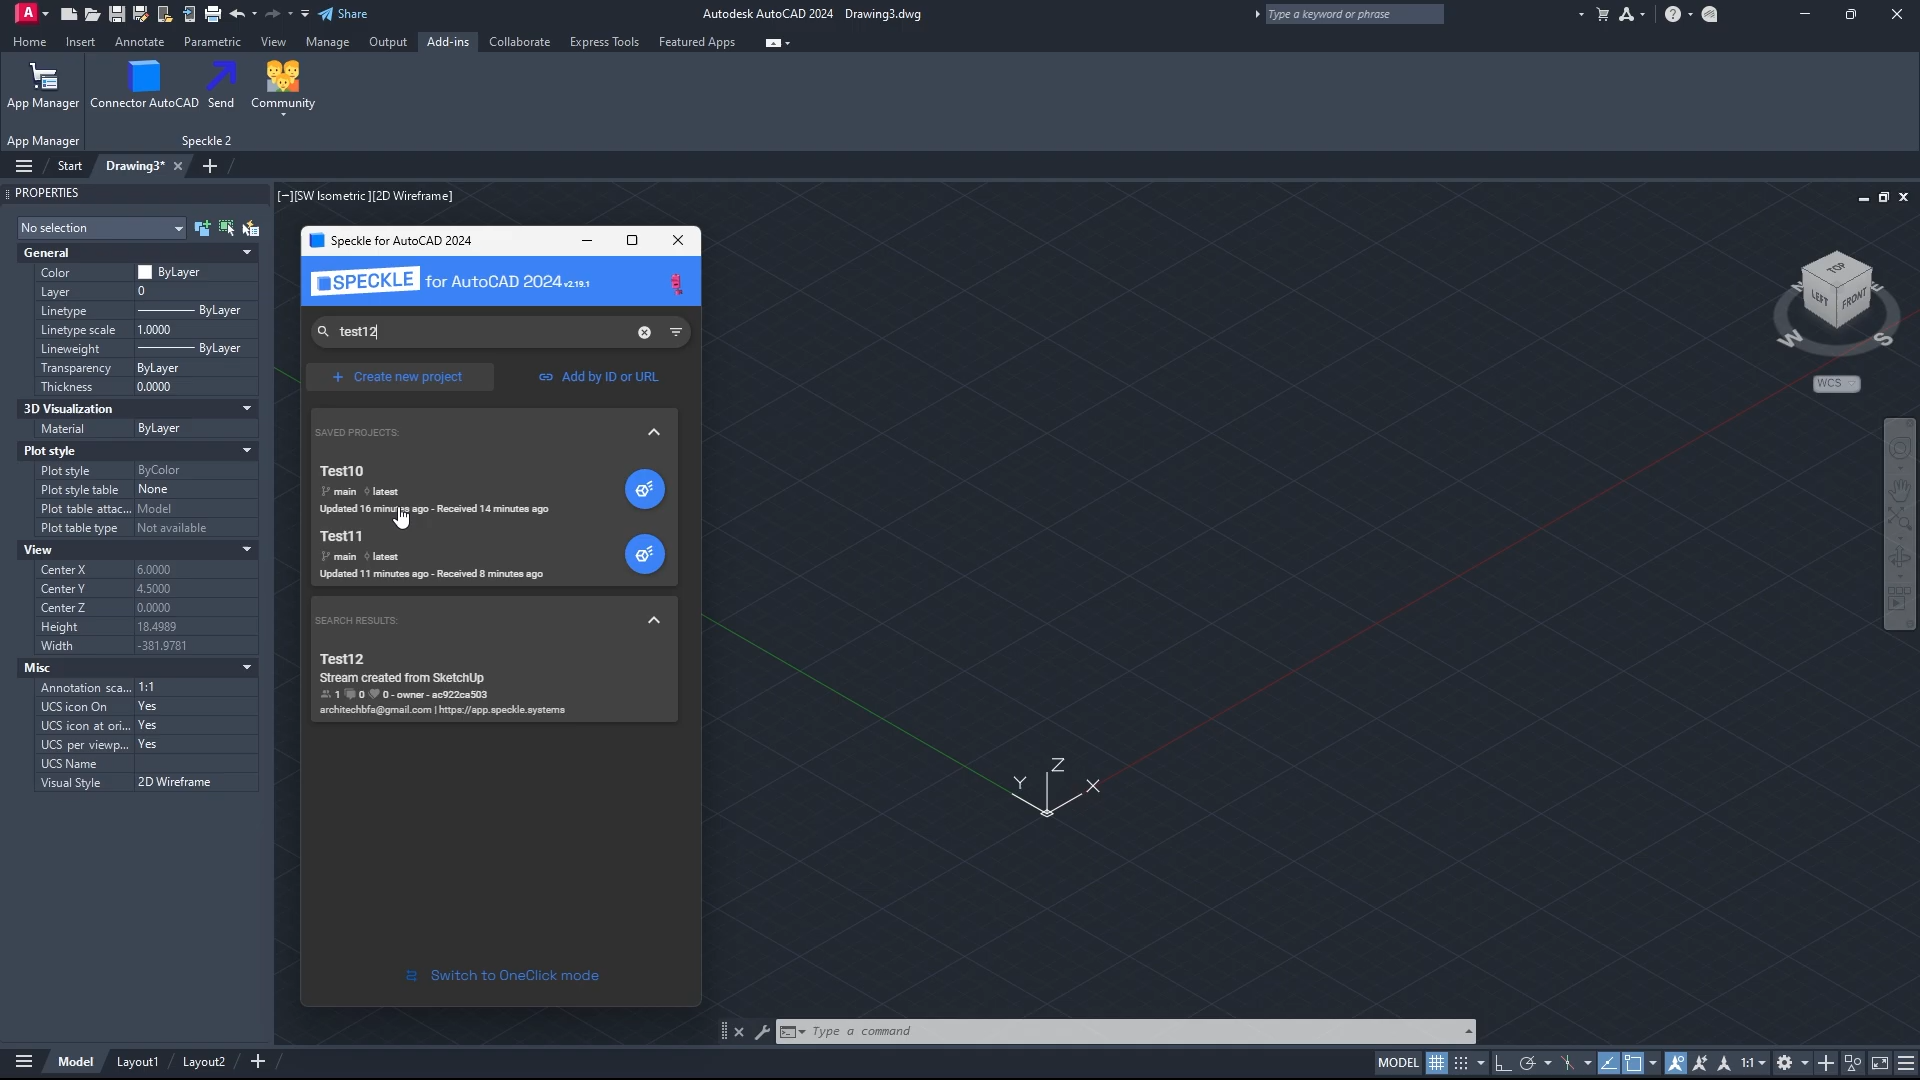 Share
Autodesk AutoCAD 2024 Drawing3.dwg
Type a keyword or phrase
Home Insert Annotate Parametric View Manage Output Add-ins Collaborate Express Tools Featured Apps
App Manager Connector AutoCAD Send Community
App Manager Speckle 2
Start Drawing3*
PROPERTIES
No selection
General
Color ByLayer
Layer 0
Linetype ByLayer
Linetype scale 1.0000
Lineweight ByLayer
Transparency ByLayer
Thickness 0.0000
3D Visualization
Material ByLayer
Plot style
Plot style ByColor
Plot style table None
Plot table attac... Model
Plot table type Not available
View
Center X 6.0000
Center Y 4.5000
Center Z 0.0000
Height 18.4989
Width -381.9781
Misc
Annotation sca... 1:1
UCS icon On Yes
UCS icon at ori... Yes
UCS per viewp... Yes
UCS Name
Visual Style 2D Wireframe
[−][SW Isometric][2D Wireframe]
Speckle for AutoCAD 2024
SPECKLE for AutoCAD 2024 v2.19.1
test12
+ Create new project Add by ID or URL
SAVED PROJECTS:
Test10
main latest
Updated 16 minutes ago - Received 14 minutes ago
Test11
main latest
Updated 11 minutes ago - Received 8 minutes ago
SEARCH RESULTS:
Test12
Stream created from SketchUp
1 0 0 - owner - ac922ca503
architechbfa@gmail.com | https://app.speckle.systems
Switch to OneClick mode
TOP
LEFT FRONT
W S
WCS
Z
Y X
Type a command
Model Layout1 Layout2
MODEL 1:1